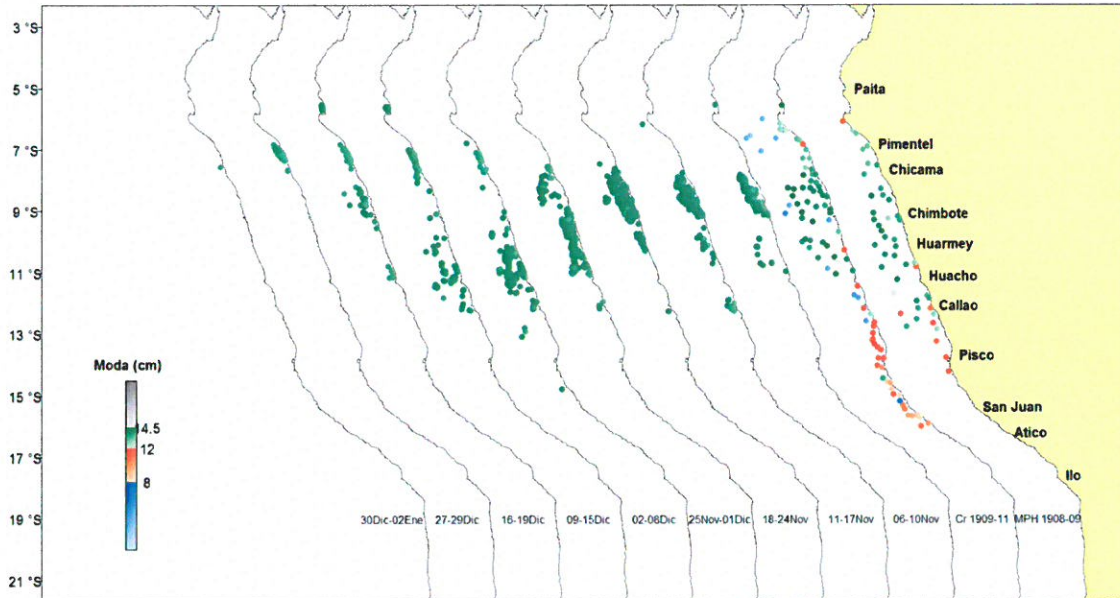 3 °S
5 °S
7 °S
9 °S
11 °S
13 °S
15 °S
17 °S
19 °S
21 °S
Paita
Pimentel
Chicama
Chimbote
Huarmey
Huacho
Callao
Pisco
San Juan
Atico
Ilo
Moda (cm)
14.5
12
8
30Dic-02Ene 27-29Dic 16-19Dic 09-15Dic 02-08Dic 25Nov-01Dic 18-24Nov 11-17Nov 06-10Nov Cr 1909-11 MPH 1908-09